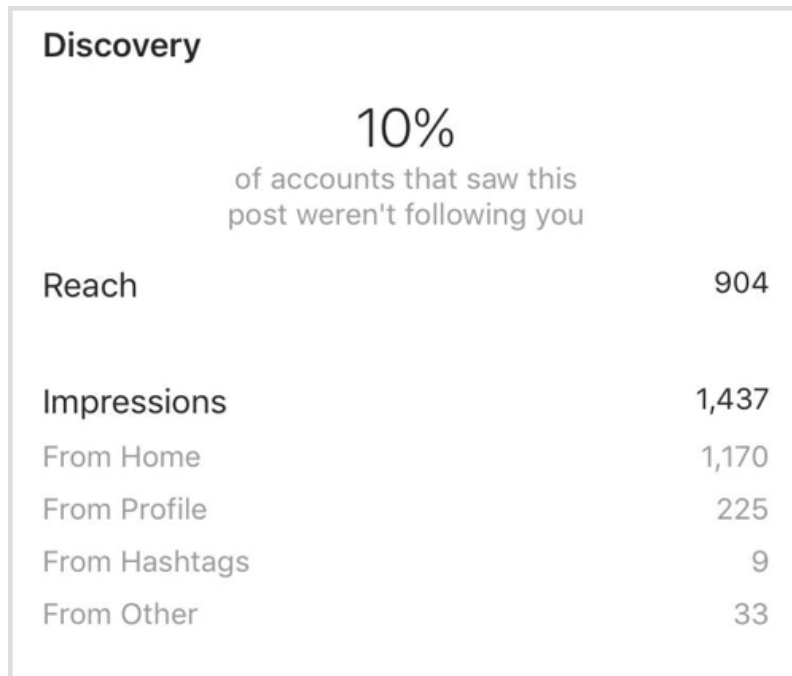 Discovery
10%
of accounts that saw this
post weren't following you
Reach 904
Impressions 1,437
From Home 1,170
From Profile 225
From Hashtags 9
From Other 33